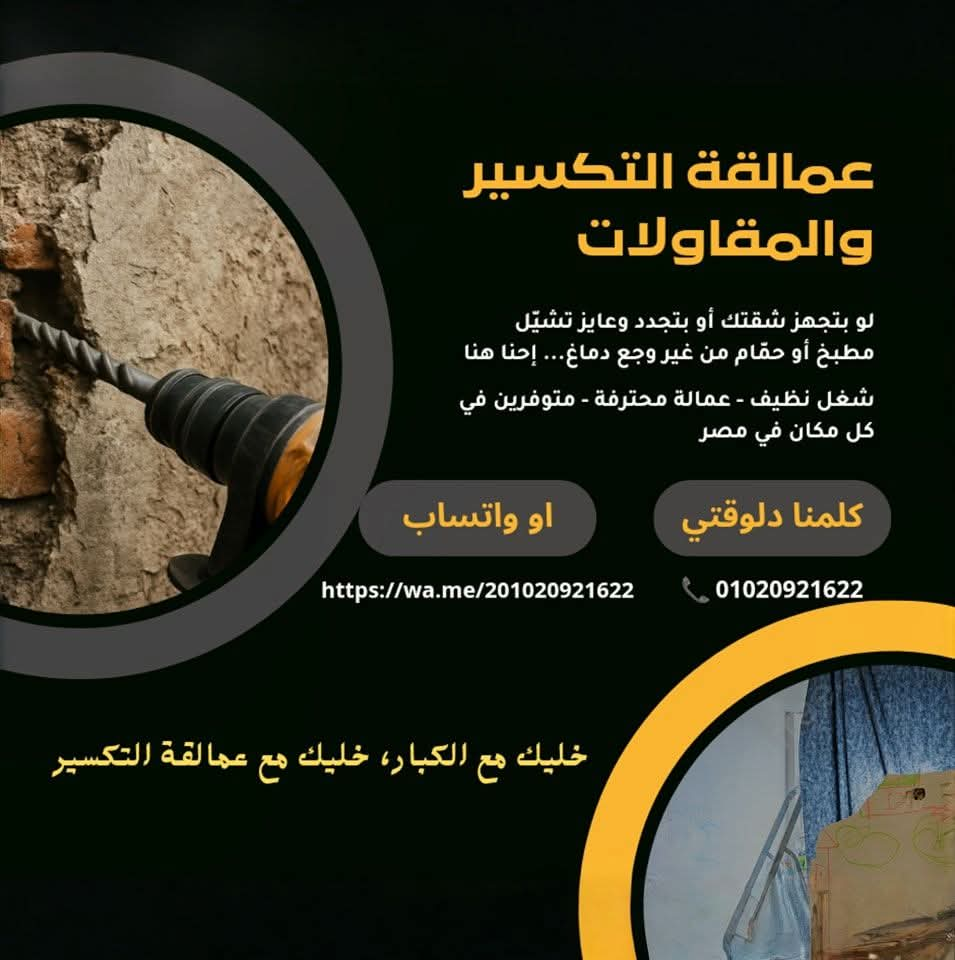 عمالقة التكسير
والمقاولات
لو بتجهز شقتك أو بتجدد وعايز تشيّل
مطبخ أو حمّام من غير وجع دماغ... إحنا هنا
شغل نظيف - عمالة محترفة - متوفرين في
كل مكان في مصر
كلمنا دلوقتي
او واتساب
01020921622
https://wa.me/201020921622
خليك مع الكبار، خليك مع عمالقة التكسير